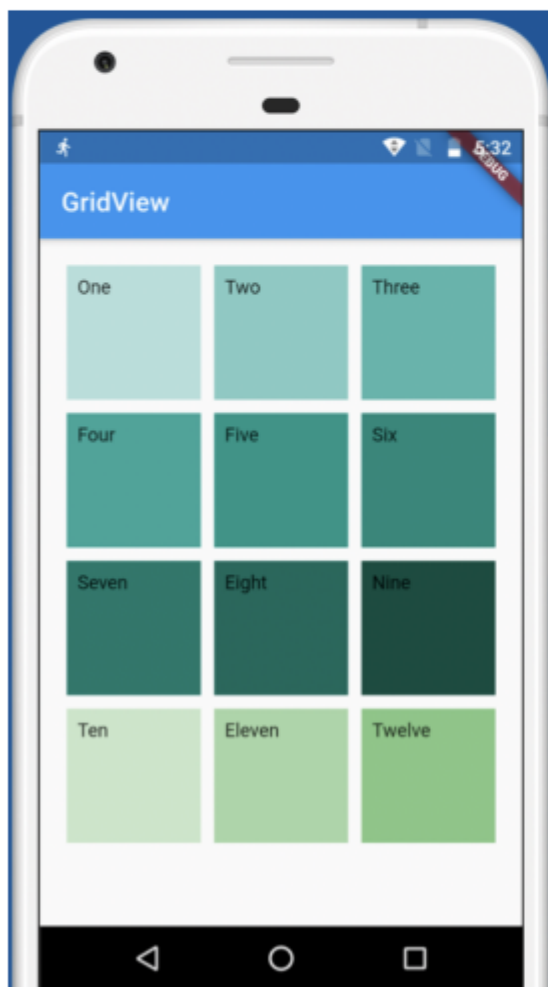 5:32
DEBUG
GridView
One Two Three
Four Five Six
Seven Eight Nine
Ten Eleven Twelve